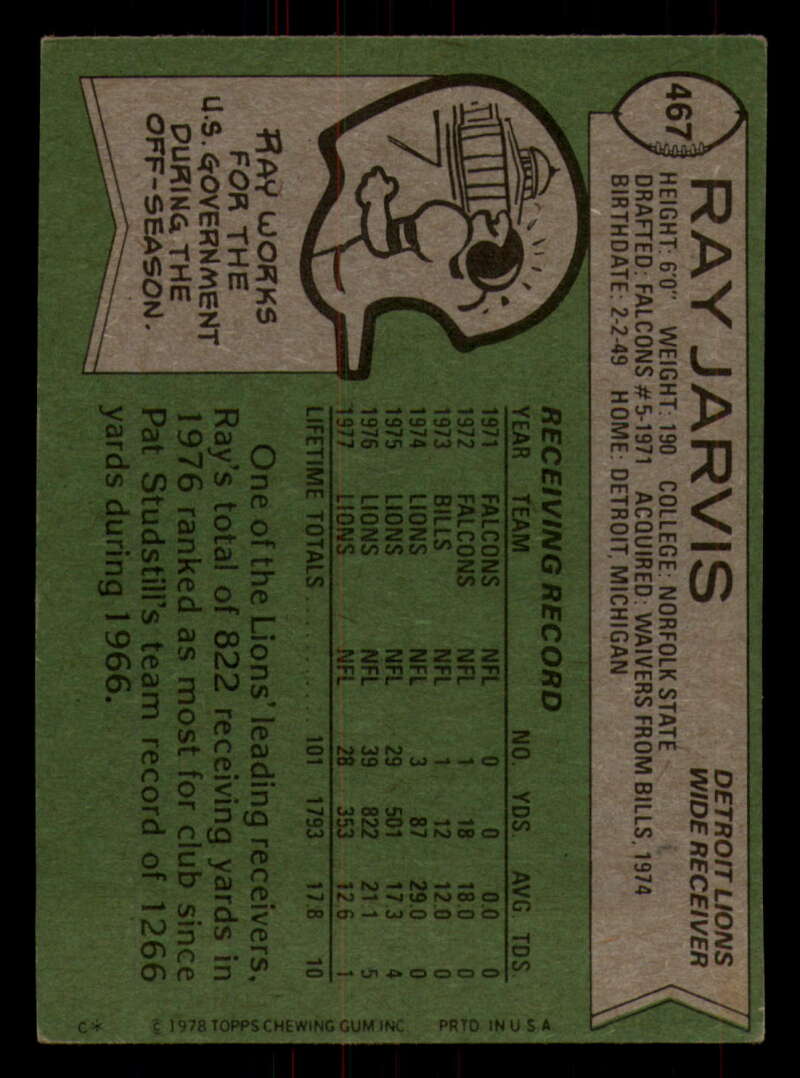 467
RAY JARVIS
DETROIT LIONS
WIDE RECEIVER
HEIGHT: 6'0" WEIGHT: 190 COLLEGE: NORFOLK STATE
DRAFTED: FALCONS #5-1971 ACQUIRED: WAIVERS FROM BILLS, 1974
BIRTHDATE: 2-2-49 HOME: DETROIT, MICHIGAN
RAY WORKS
FOR THE
U.S. GOVERNMENT
DURING THE
OFF-SEASON.
RECEIVING RECORD
YEAR TEAM NO. YDS. AVG. TDS
1971 FALCONS NFL 0 0 0.0 0
1972 FALCONS NFL 1 18 18.0 0
1973 BILLS NFL 1 12 12.0 0
1974 LIONS NFL 3 87 29.0 0
1975 LIONS NFL 29 501 17.3 4
1976 LIONS NFL 39 822 21.1 5
1977 LIONS NFL 28 353 12.6 1
LIFETIME TOTALS.......... 101 1793 17.8 10
One of the Lions' leading receivers,
Ray's total of 822 receiving yards in
1976 ranked as most for club since
Pat Studstill's team record of 1266
yards during 1966.
C* © 1978 TOPPS CHEWING GUM INC. PRTD. IN U.S.A.